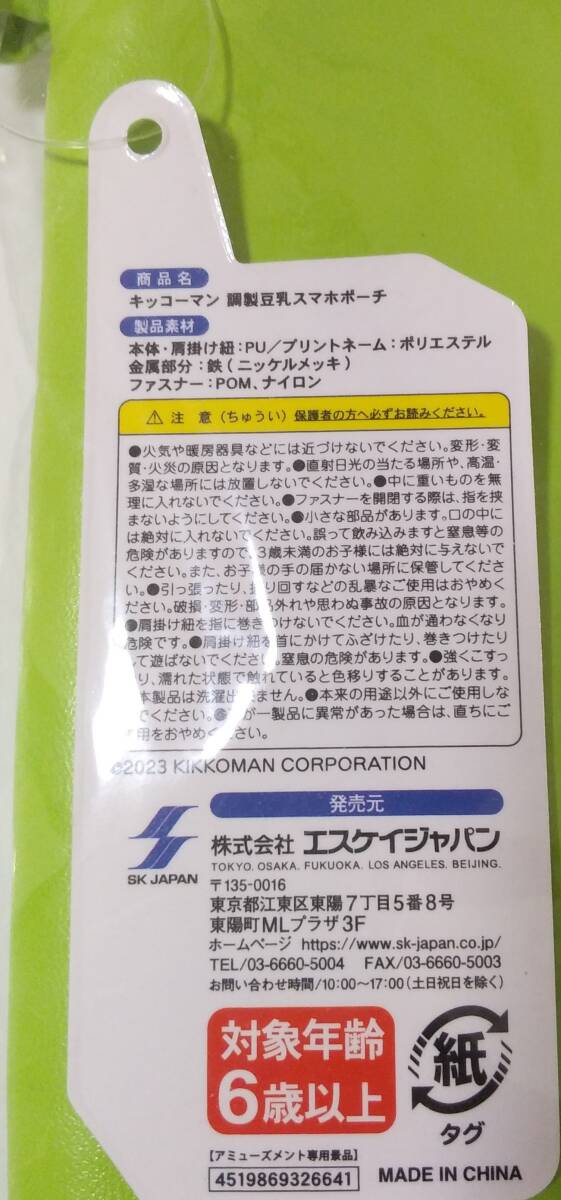 商品名
キッコーマン 調製豆乳スマホポーチ
製品素材
本体・肩掛け紐：PU／プリントネーム：ポリエステル
金属部分：鉄（ニッケルメッキ）
ファスナー：POM、ナイロン
注 意（ちゅうい）保護者の方へ必ずお読みください。
●火気や暖房器具などには近づけないでください。変形・変
質・火災の原因となります。●直射日光の当たる場所や、高温・
多湿な場所には放置しないでください。●中に重いものを無
理に入れないでください。●ファスナーを開閉する際は、指を挟
まないようにしてください。●小さな部品があります。口の中に
は絶対に入れないでください。誤って飲み込みますと窒息等の
危険がありますので、3歳未満のお子様には絶対に与えないで
ください。また、お子様の手の届かない場所に保管してくださ
い。●引っ張ったり、振り回すなどの乱暴なご使用はおやめく
ださい。破損・変形・部品外れや思わぬ事故の原因となります。
●肩掛け紐を指に巻きつけないでください。血が通わなくなり
危険です。●肩掛け紐を首にかけてふざけたり、巻きつけたり
して遊ばないでください。窒息の危険があります。●強くこすっ
り、濡れた状態で触れていると色移りすることがあります。
本製品は洗濯出来ません。●本来の用途以外にご使用しな
でください。●が一製品に異常があった場合は、直ちにご
用をおやめください。
©2023 KIKKOMAN CORPORATION
発売元
SK JAPAN
株式会社 エスケイジャパン
TOKYO. OSAKA. FUKUOKA. LOS ANGELES. BEIJING.
〒135-0016
東京都江東区東陽7丁目5番8号
東陽町MLプラザ3F
ホームページ https://www.sk-japan.co.jp/
TEL/03-6660-5004 FAX/03-6660-5003
お問い合わせ時間/10:00～17:00（土日祝日を除く）
対象年齢
6歳以上
紙
タグ
【アミューズメント専用景品】
4519869326641
MADE IN CHINA